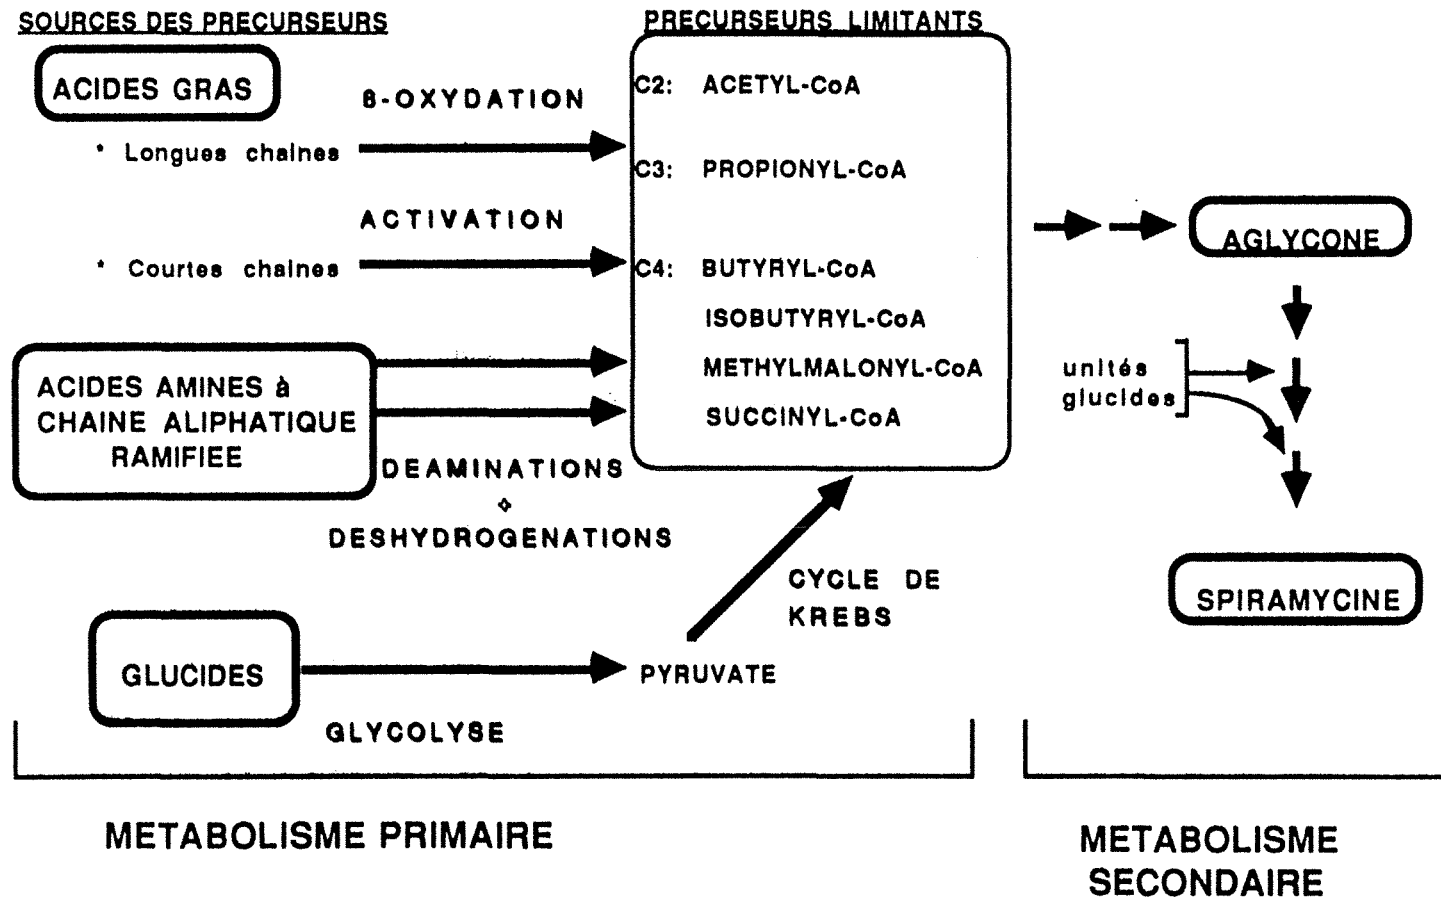 SOURCES DES PRECURSEURS
PRECURSEURS LIMITANTS
ACIDES GRAS
β-OXYDATION
* Longues chaines
ACTIVATION
* Courtes chaines
ACIDES AMINES à
CHAINE ALIPHATIQUE
RAMIFIEE
DEAMINATIONS
+
DESHYDROGENATIONS
GLUCIDES
GLYCOLYSE
PYRUVATE
CYCLE DE
KREBS
C2: ACETYL-CoA
C3: PROPIONYL-CoA
C4: BUTYRYL-CoA
ISOBUTYRYL-CoA
METHYLMALONYL-CoA
SUCCINYL-CoA
AGLYCONE
unités
glucides
SPIRAMYCINE
METABOLISME PRIMAIRE
METABOLISME
SECONDAIRE